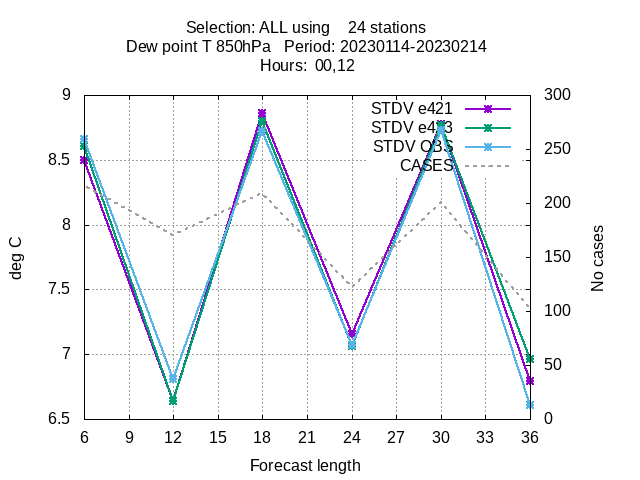 Selection: ALL using 24 stations
Dew point T 850hPa Period: 20230114-20230214
Hours: 00,12
9
8.5
8
7.5
7
6.5
deg C
300
250
200
150
100
50
0
No cases
STDV e421
STDV OBS
CASES
6 9 12 15 18 21 24 27 30 33 36
Forecast length